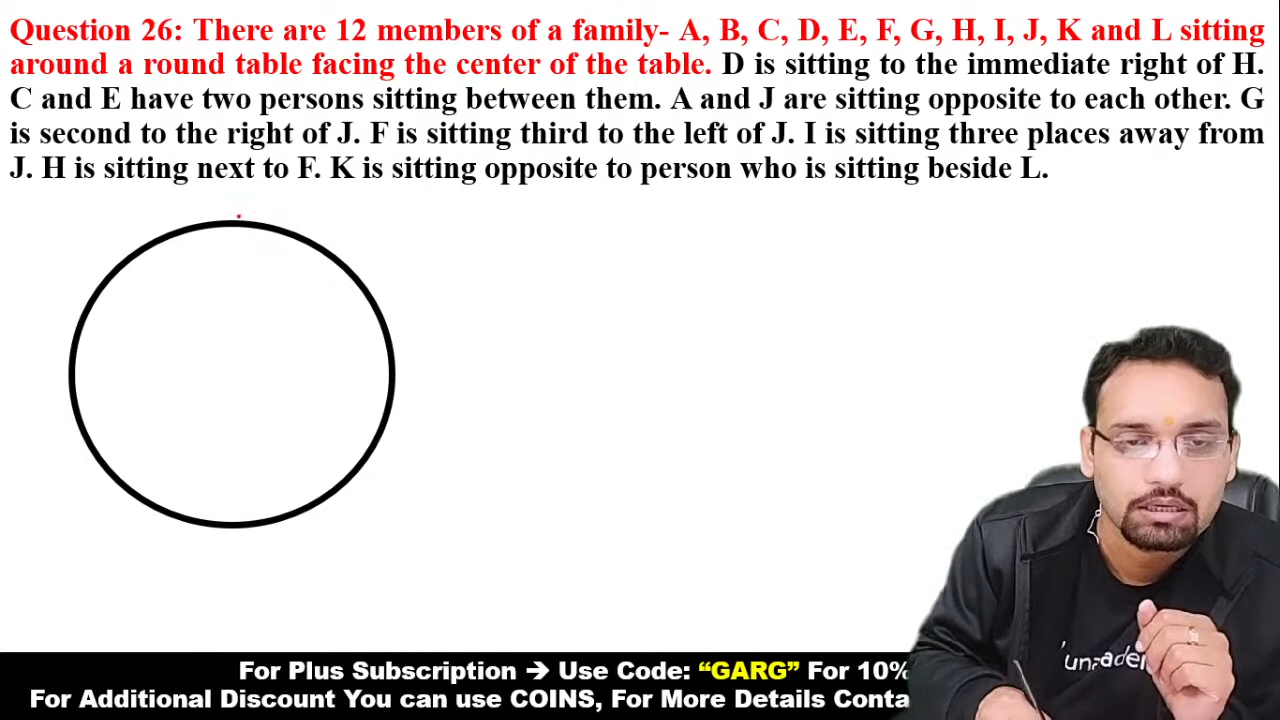 Question 26: There are 12 members of a family- A, B, C, D, E, F, G, H, I, J, K and L sitting
around a round table facing the center of the table. D is sitting to the immediate right of H.
C and E have two persons sitting between them. A and J are sitting opposite to each other. G
is second to the right of J. F is sitting third to the left of J. I is sitting three places away from
J. H is sitting next to F. K is sitting opposite to person who is sitting beside L.
For Plus Subscription → Use Code: “GARG” For 10%
For Additional Discount You can use COINS, For More Details